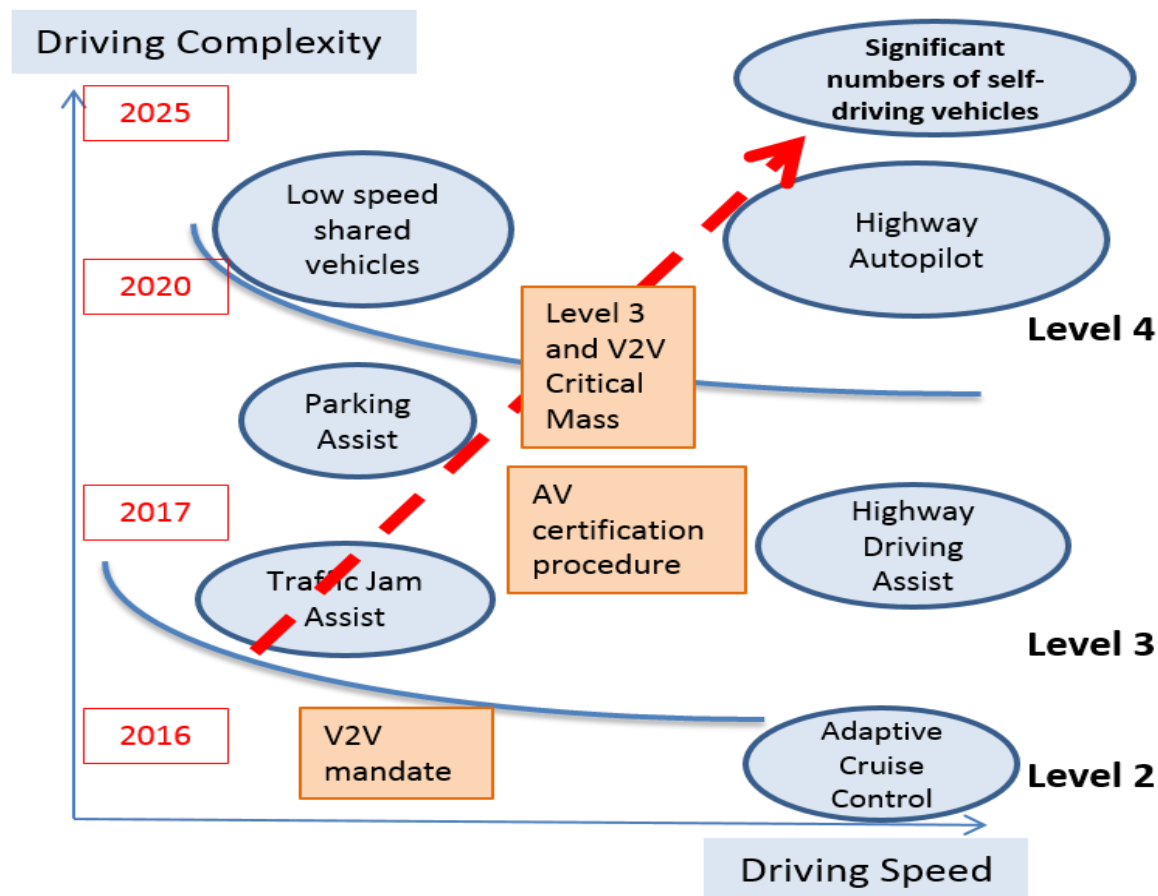 Driving Complexity
2025
Significant
numbers of self-
driving vehicles
Low speed
shared
vehicles
Highway
Autopilot
2020
Level 3
and V2V
Critical
Mass
Level 4
Parking
Assist
2017
AV
certification
procedure
Highway
Driving
Assist
Traffic Jam
Assist
Level 3
2016
V2V
mandate
Adaptive
Cruise
Control
Level 2
Driving Speed